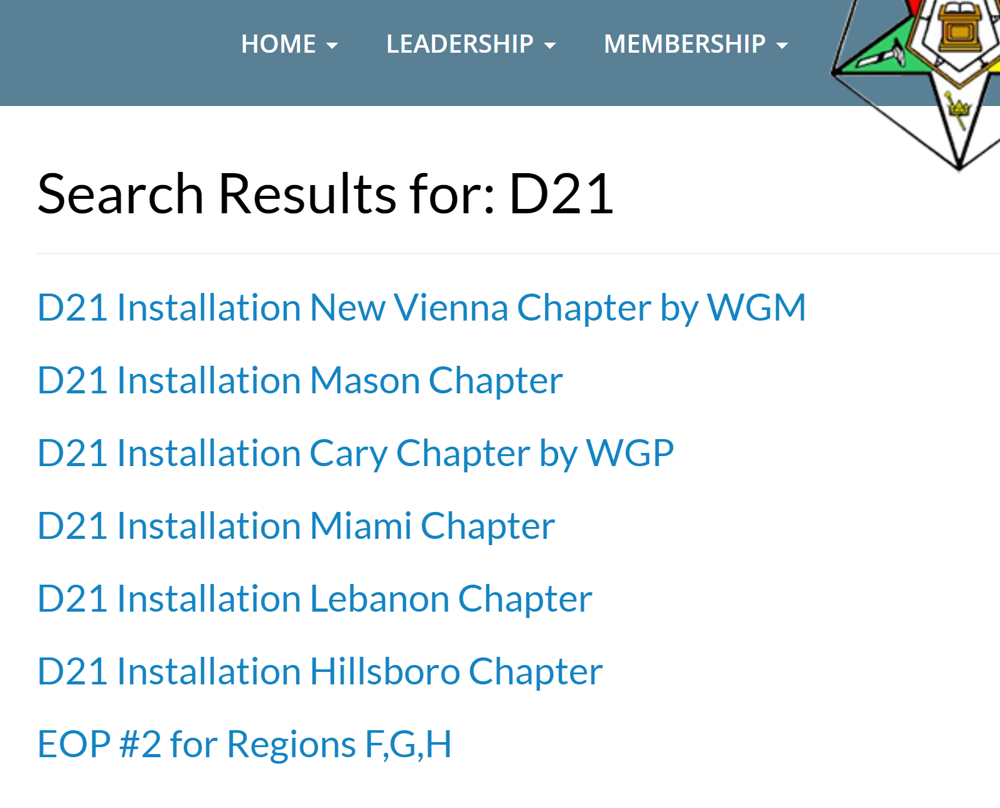 HOME LEADERSHIP MEMBERSHIP
Search Results for: D21
D21 Installation New Vienna Chapter by WGM
D21 Installation Mason Chapter
D21 Installation Cary Chapter by WGP
D21 Installation Miami Chapter
D21 Installation Lebanon Chapter
D21 Installation Hillsboro Chapter
EOP #2 for Regions F,G,H